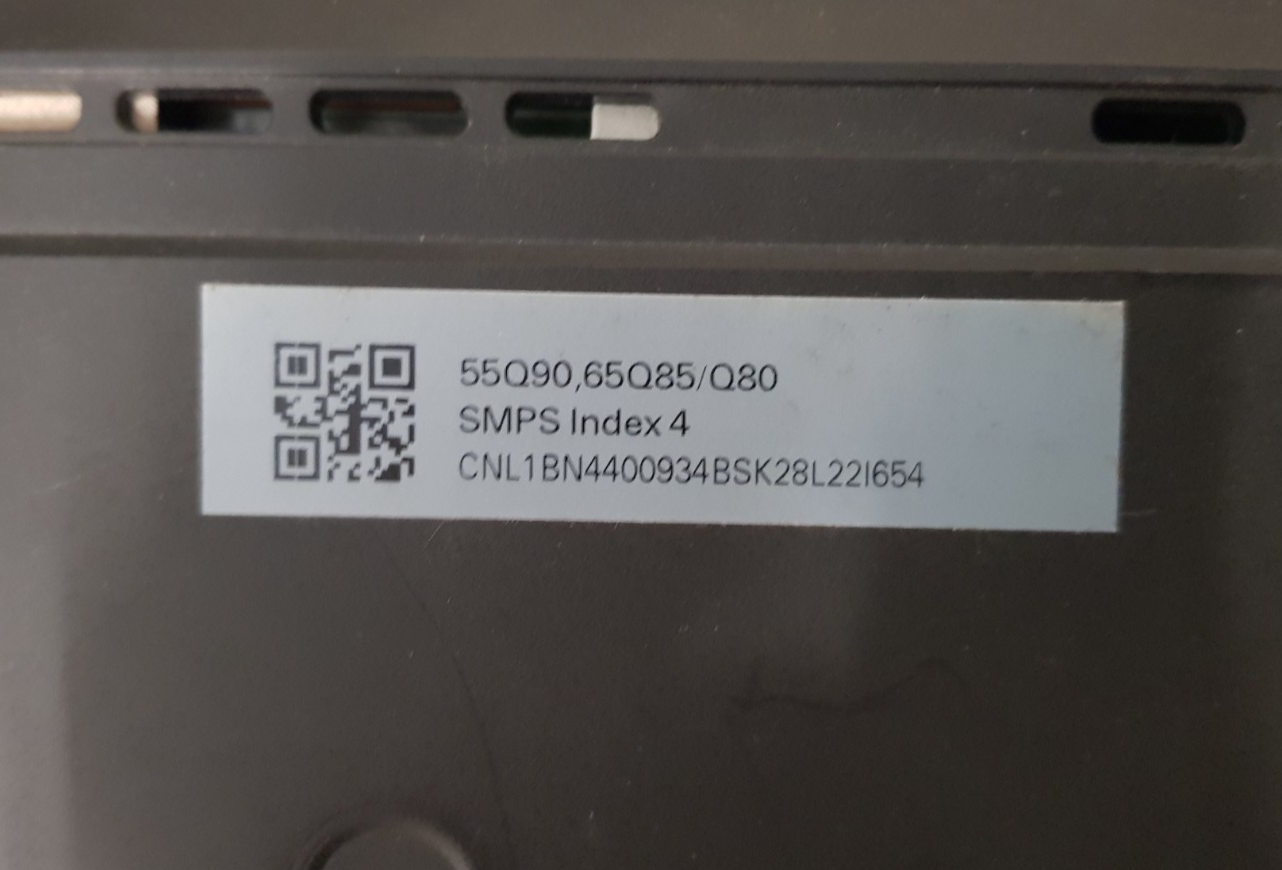 55Q90,65Q85/Q80
SMPS Index 4
CNL1BN4400934BSK28L22I654